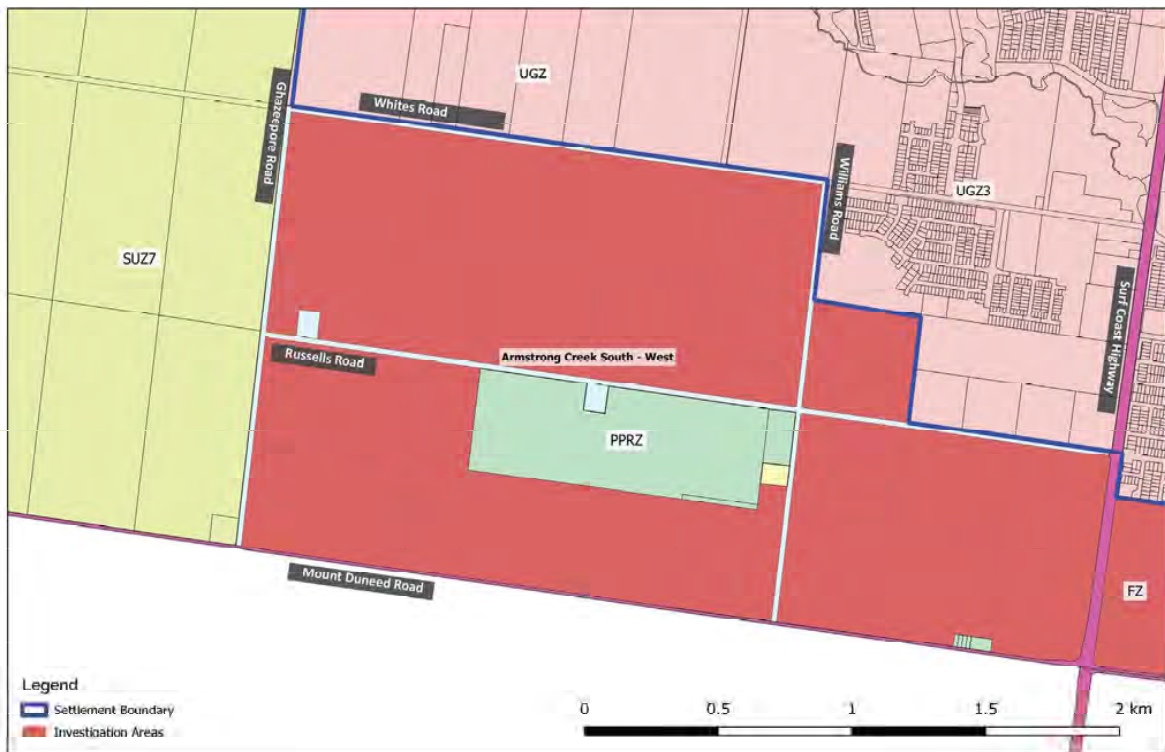 UGZ
Whites Road
Ghazeepore Road
Williams Road
UGZ3
SUZ7
Surf Coast Highway
Armstrong Creek South - West
Russells Road
PPRZ
Mount Duneed Road
FZ
Legend
Settlement Boundary
Investigation Areas
0 0.5 1 1.5 2 km